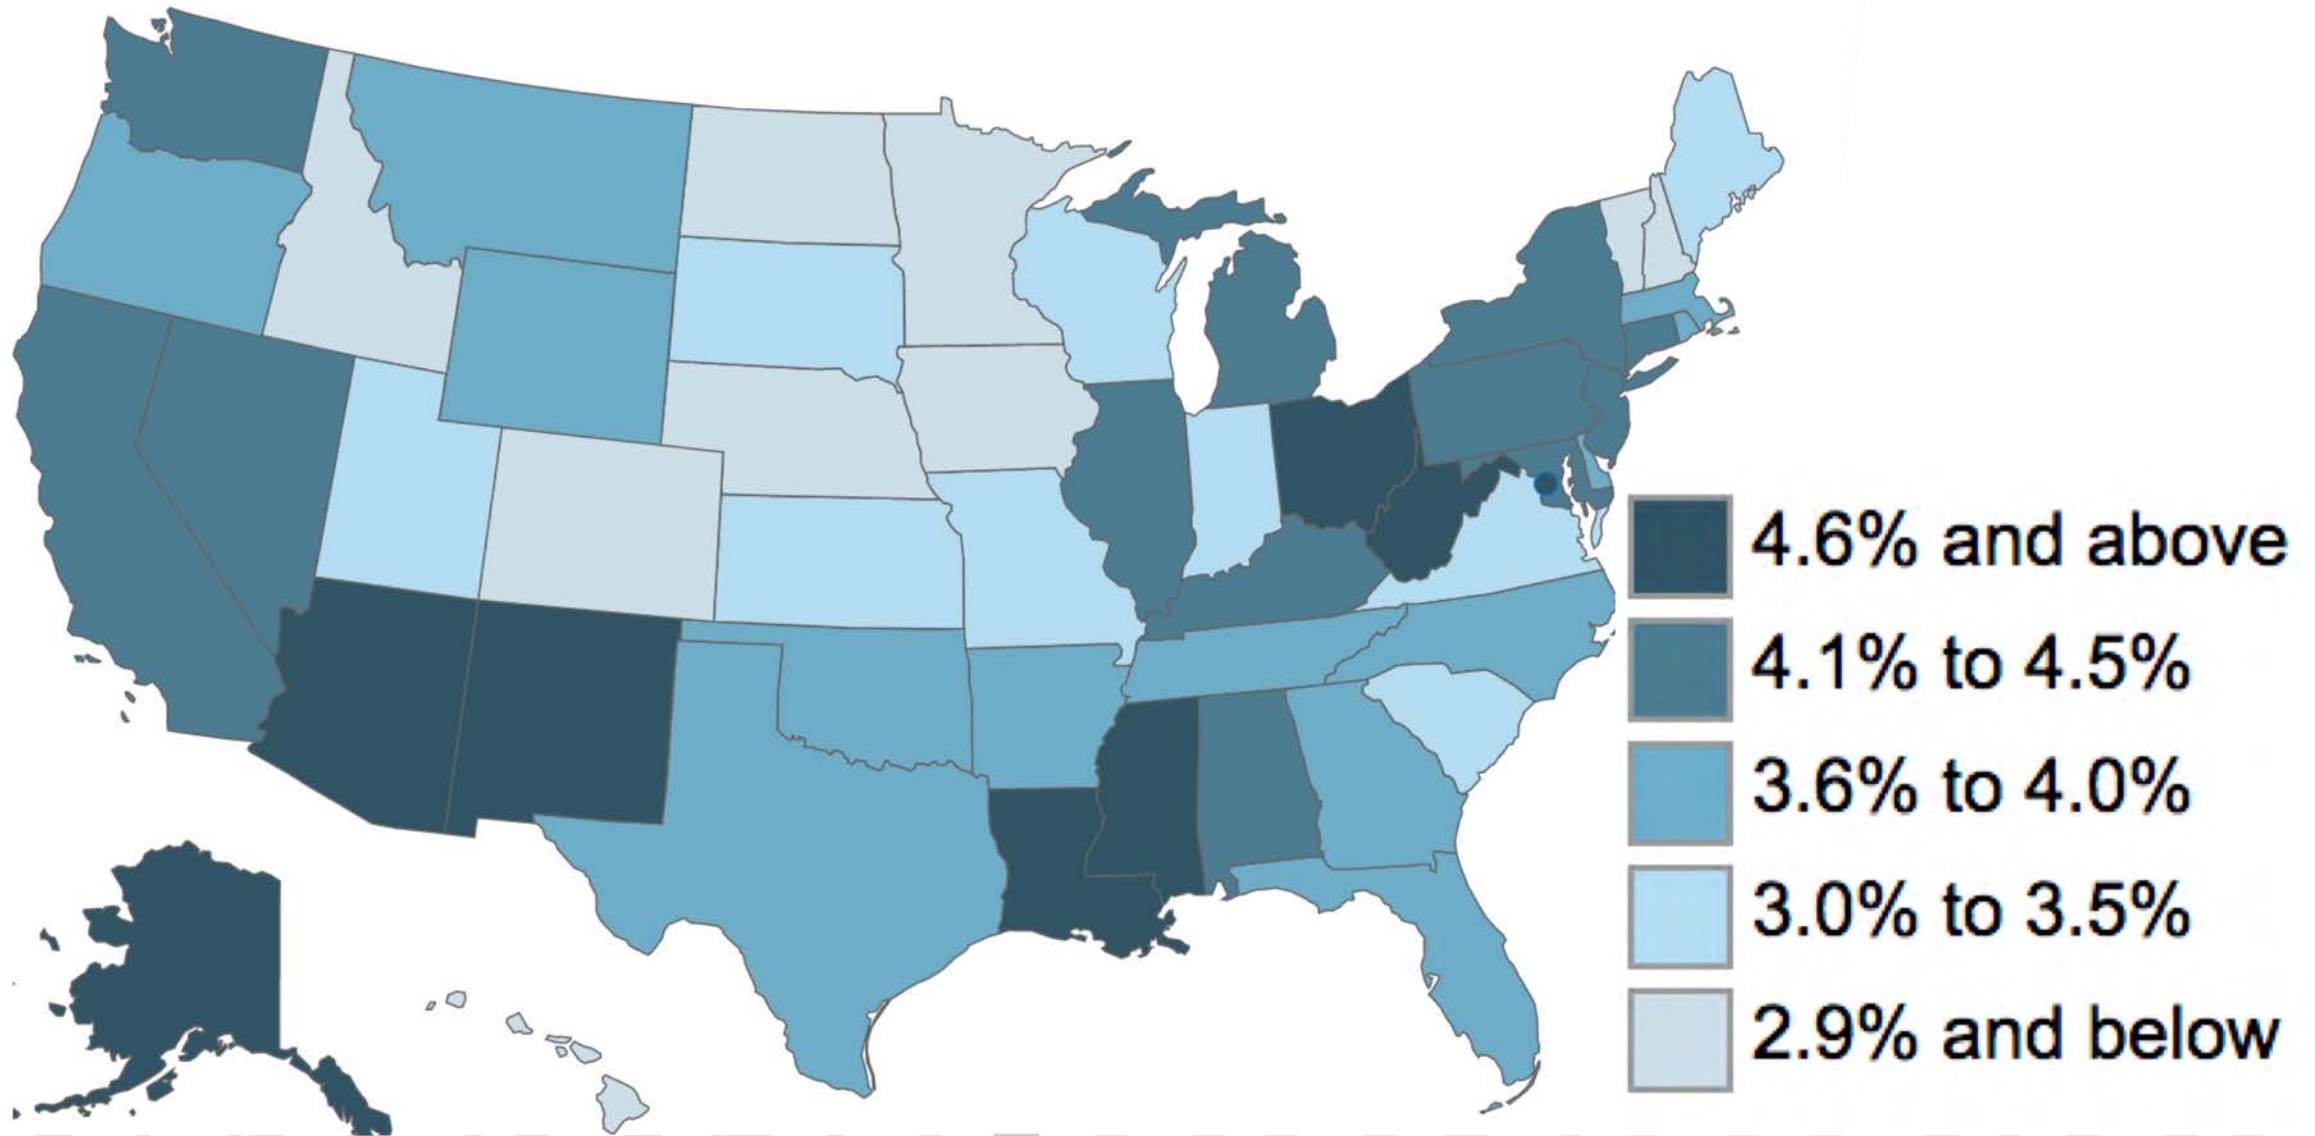 4.6% and above
4.1% to 4.5%
3.6% to 4.0%
3.0% to 3.5%
2.9% and below